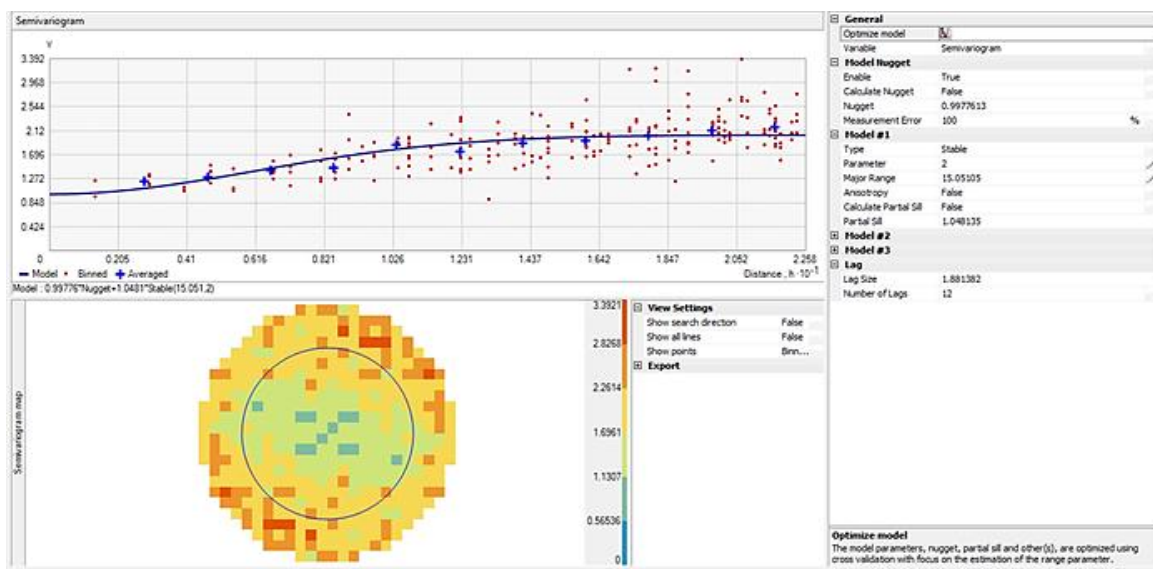 Semivariogram
γ
3.392
2.968
2.544
2.12
1.696
1.272
0.848
0.424
0 0.205 0.41 0.616 0.821 1.026 1.231 1.437 1.642 1.847 2.052 2.258
Distance, h ·10⁻¹
Model Binned Averaged
Model : 0.99776*Nugget+1.0481*Stable(15.051,2)
Semivariogram map
3.3921
2.8268
2.2614
1.6961
1.1307
0.56536
0
View Settings
Show search direction False
Show all lines False
Show points Binn...
Export
General
Optimize model
Variable Semivariogram
Model Nugget
Enable True
Calculate Nugget False
Nugget 0.9977613
Measurement Error 100 %
Model #1
Type Stable
Parameter 2
Major Range 15.05105
Anisotropy False
Calculate Partial Sill False
Partial Sill 1.048135
Model #2
Model #3
Lag
Lag Size 1.881382
Number of Lags 12
Optimize model
The model parameters, nugget, partial sill and other(s), are optimized using
cross validation with focus on the estimation of the range parameter.